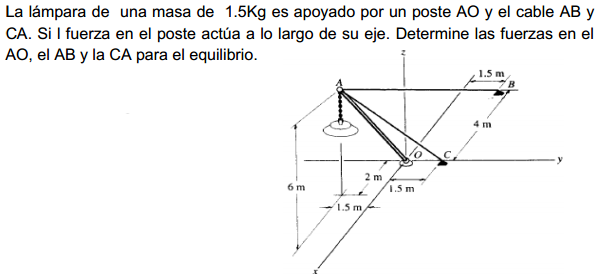 La lámpara de una masa de 1.5Kg es apoyado por un poste AO y el cable AB y
CA. Si l fuerza en el poste actúa a lo largo de su eje. Determine las fuerzas en el
AO, el AB y la CA para el equilibrio.
z
1.5 m
A
B
4 m
O
C
y
2 m
6 m
1.5 m
1.5 m
x